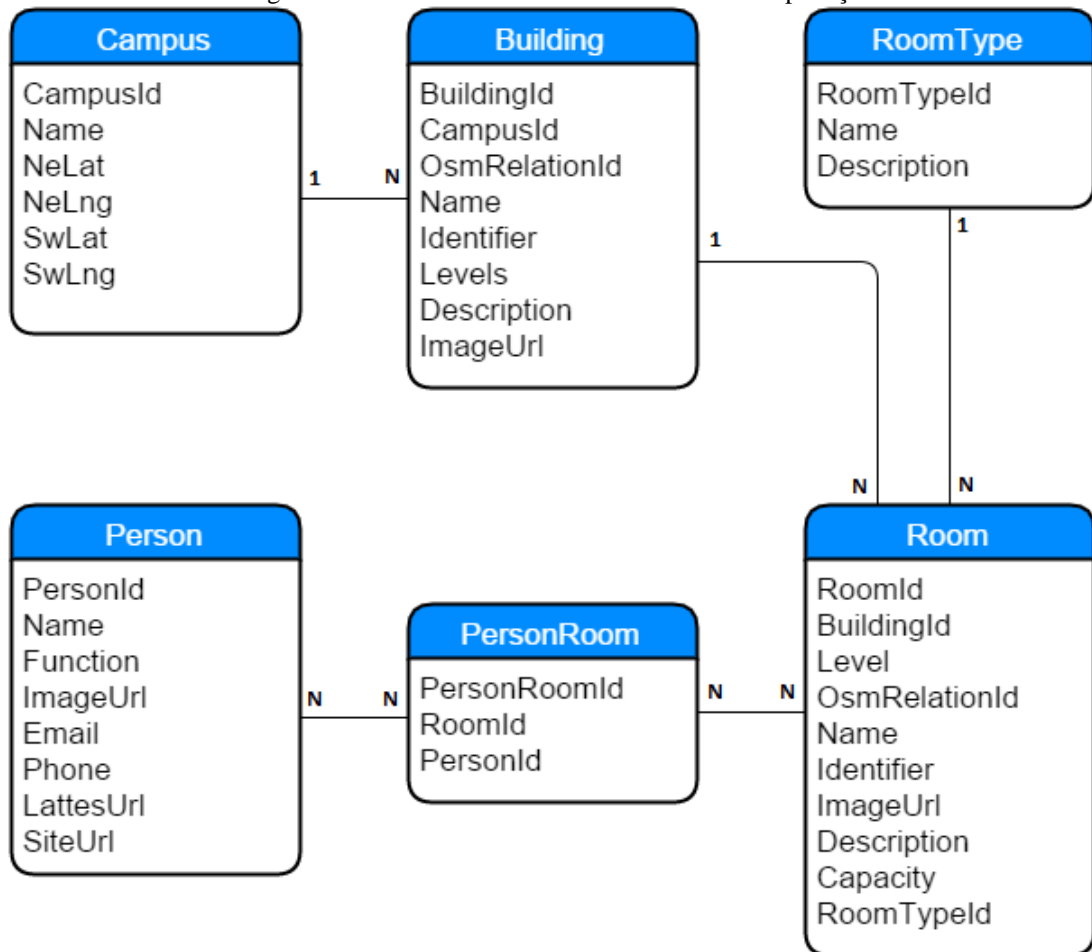 Campus
CampusId
Name
NeLat
NeLng
SwLat
SwLng
1
N
Building
BuildingId
CampusId
OsmRelationId
Name
Identifier
Levels
Description
ImageUrl
1
N
RoomType
RoomTypeId
Name
Description
1
N
Person
PersonId
Name
Function
ImageUrl
Email
Phone
LattesUrl
SiteUrl
N
N
PersonRoom
PersonRoomId
RoomId
PersonId
N
N
Room
RoomId
BuildingId
Level
OsmRelationId
Name
Identifier
ImageUrl
Description
Capacity
RoomTypeId